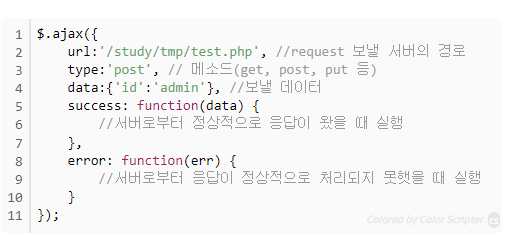 1 $.ajax({
2 url:'/study/tmp/test.php', //request 보낼 서버의 경로
3 type:'post', // 메소드(get, post, put 등)
4 data:{'id':'admin'}, //보낼 데이터
5 success: function(data) {
6 //서버로부터 정상적으로 응답이 왔을 때 실행
7 },
8 error: function(err) {
9 //서버로부터 응답이 정상적으로 처리되지 못햇을 때 실행
10 }
11 });
Colored by Color Scripter cs